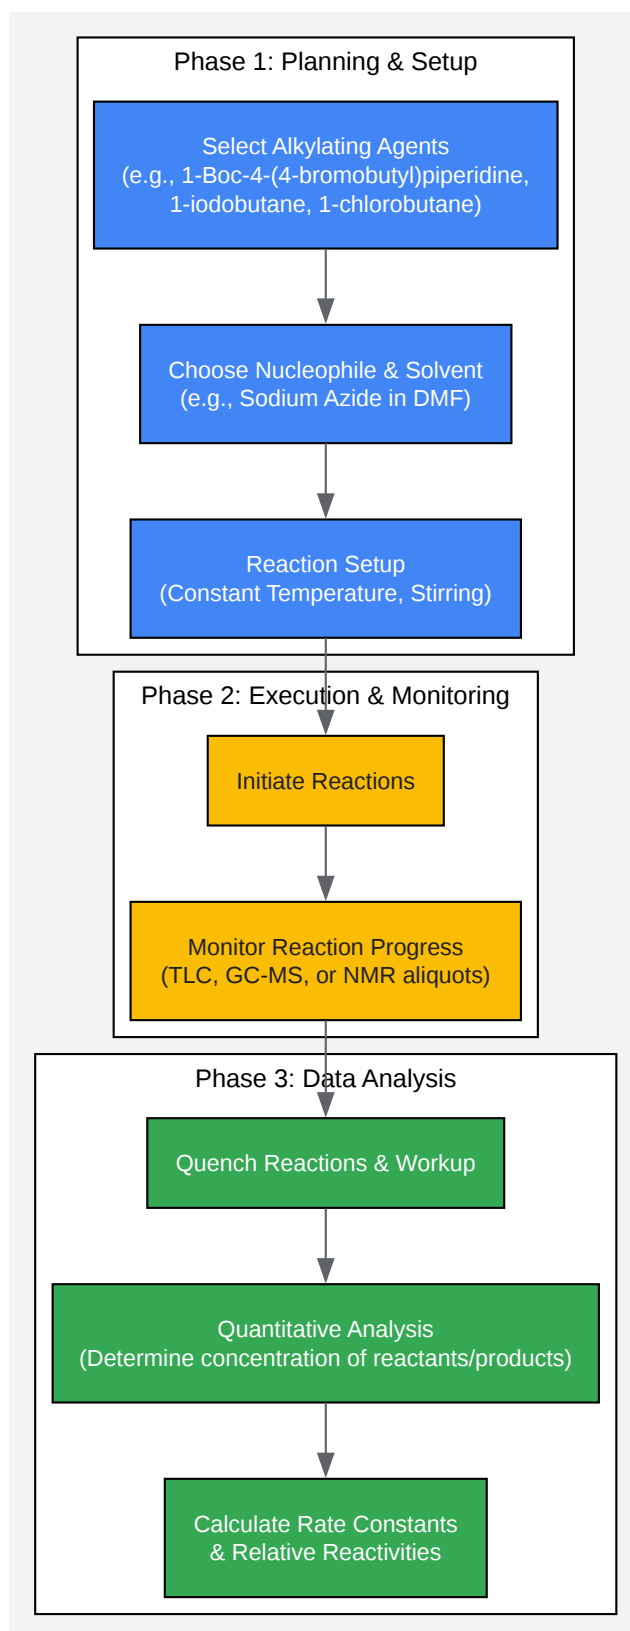 Phase 1: Planning & Setup
Select Alkylating Agents
(e.g., 1-Boc-4-(4-bromobutyl)piperidine,
1-iodobutane, 1-chlorobutane)
Choose Nucleophile & Solvent
(e.g., Sodium Azide in DMF)
Reaction Setup
(Constant Temperature, Stirring)
Phase 2: Execution & Monitoring
Initiate Reactions
Monitor Reaction Progress
(TLC, GC-MS, or NMR aliquots)
Phase 3: Data Analysis
Quench Reactions & Workup
Quantitative Analysis
(Determine concentration of reactants/products)
Calculate Rate Constants
& Relative Reactivities